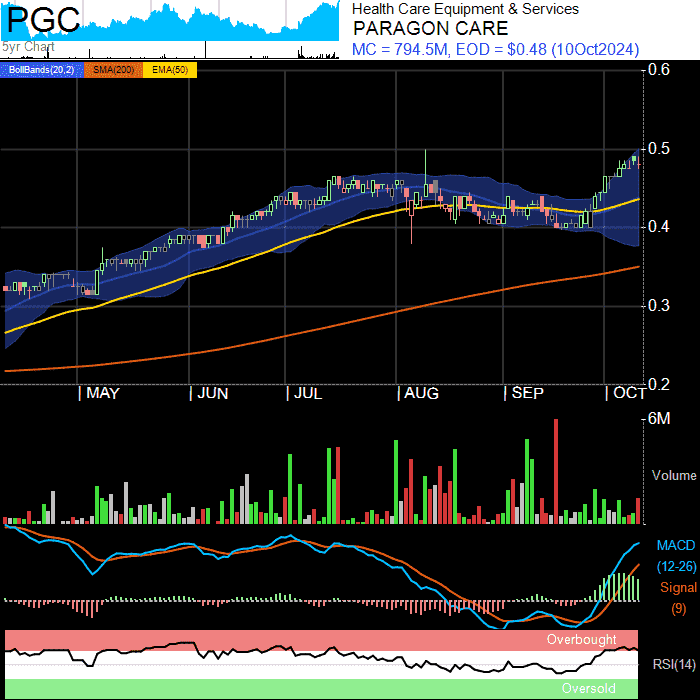 PGC
5yr Chart
Health Care Equipment & Services
PARAGON CARE
MC = 794.5M, EOD = $0.48 (10Oct2024)
BollBands(20,2) SMA(200) EMA(50)
0.6
0.5
0.4
0.3
0.2
| MAY | JUN | JUL | AUG | SEP | OCT
6M
Volume
MACD
(12-26)
Signal
(9)
Overbought
RSI(14)
Oversold